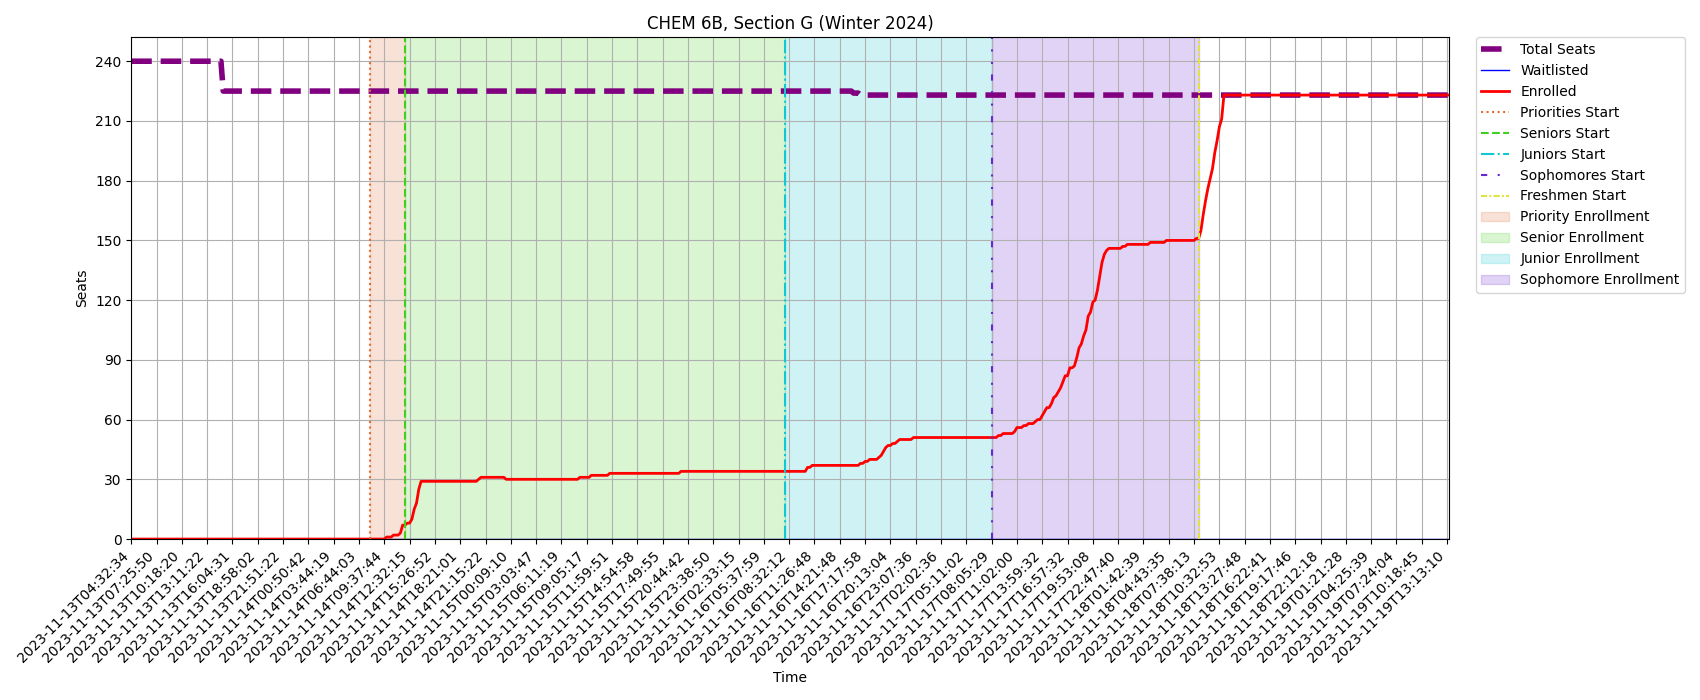 CHEM 6B, Section G (Winter 2024)
Total Seats
Waitlisted
Enrolled
Priorities Start
Seniors Start
Juniors Start
Sophomores Start
Freshmen Start
Priority Enrollment
Senior Enrollment
Junior Enrollment
Sophomore Enrollment
Seats
240
210
180
150
120
90
60
30
0
2023-11-13T04:32:34
2023-11-13T07:25:50
2023-11-13T10:18:20
2023-11-13T13:11:22
2023-11-13T16:04:31
2023-11-13T18:58:02
2023-11-13T21:51:22
2023-11-14T00:50:42
2023-11-14T03:44:19
2023-11-14T06:44:03
2023-11-14T09:37:44
2023-11-14T12:32:15
2023-11-14T15:26:52
2023-11-14T18:21:01
2023-11-14T21:15:22
2023-11-15T00:09:10
2023-11-15T03:03:47
2023-11-15T06:11:19
2023-11-15T09:05:17
2023-11-15T11:59:51
2023-11-15T14:54:58
2023-11-15T17:49:55
2023-11-15T20:44:42
2023-11-15T23:38:50
2023-11-16T02:33:15
2023-11-16T05:37:59
2023-11-16T08:32:12
2023-11-16T11:26:48
2023-11-16T14:21:48
2023-11-16T17:17:58
2023-11-16T20:13:04
2023-11-16T23:07:36
2023-11-17T02:02:36
2023-11-17T05:11:02
2023-11-17T08:05:29
2023-11-17T11:02:00
2023-11-17T13:59:32
2023-11-17T16:57:32
2023-11-17T19:53:08
2023-11-17T22:47:40
2023-11-18T01:42:39
2023-11-18T04:43:35
2023-11-18T07:38:13
2023-11-18T10:32:53
2023-11-18T13:27:48
2023-11-18T16:22:41
2023-11-18T19:17:46
2023-11-18T22:12:18
2023-11-19T01:21:28
2023-11-19T04:25:39
2023-11-19T07:24:04
2023-11-19T10:18:45
2023-11-19T13:13:10
Time